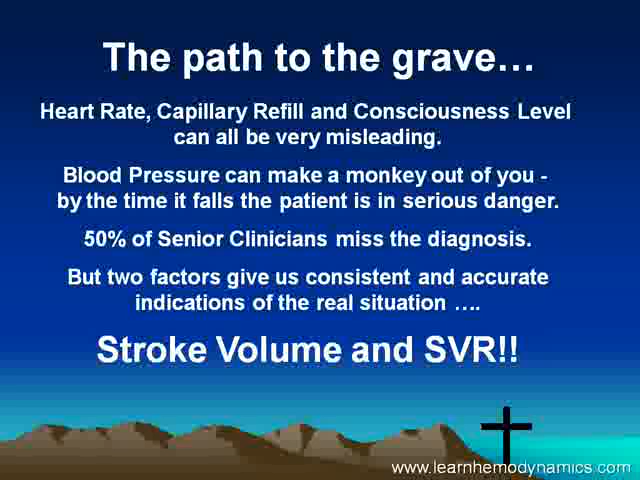 The path to the grave…
Heart Rate, Capillary Refill and Consciousness Level
can all be very misleading.
Blood Pressure can make a monkey out of you -
by the time it falls the patient is in serious danger.
50% of Senior Clinicians miss the diagnosis.
But two factors give us consistent and accurate
indications of the real situation ….
Stroke Volume and SVR!!
www.learnhemodynamics.com